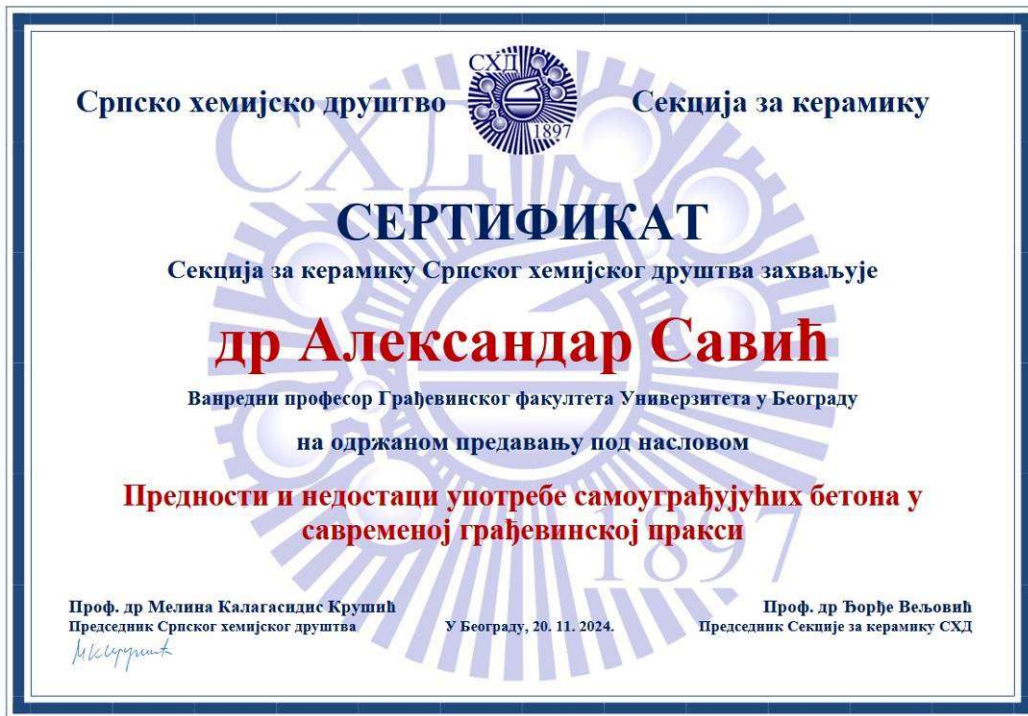 СХД
1897
Српско хемијско друштво
Секција за керамику
СЕРТИФИКАТ
Секција за керамику Српског хемијског друштва захваљује
др Александар Савић
Ванредни професор Грађевинског факултета Универзитета у Београду
на одржаном предавању под насловом
Предности и недостаци употребе самоуграђујућих бетона у
савременој грађевинској пракси
СХД
1897
Проф. др Мелина Калагасидис Крушић
Председник Српског хемијског друштва
У Београду, 20. 11. 2024.
Проф. др Ђорђе Вељовић
Председник Секције за керамику СХД